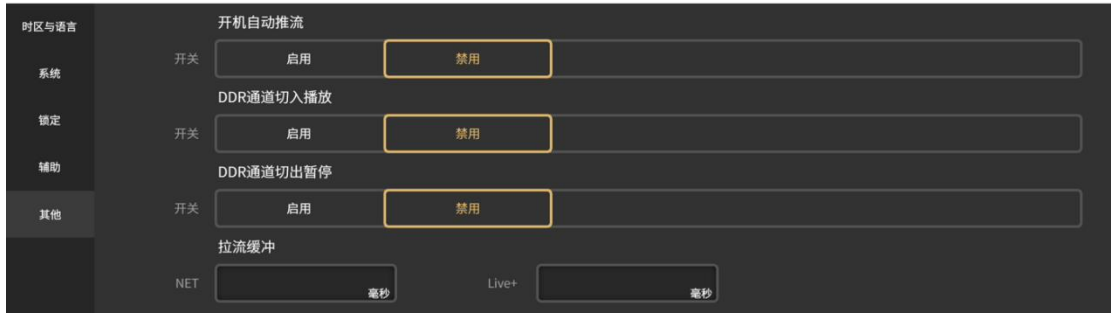 时区与语言
系统
锁定
辅助
其他
开机自动推流
开关 启用 禁用
DDR通道切入播放
开关 启用 禁用
DDR通道切出暂停
开关 启用 禁用
拉流缓冲
NET 毫秒 Live+ 毫秒